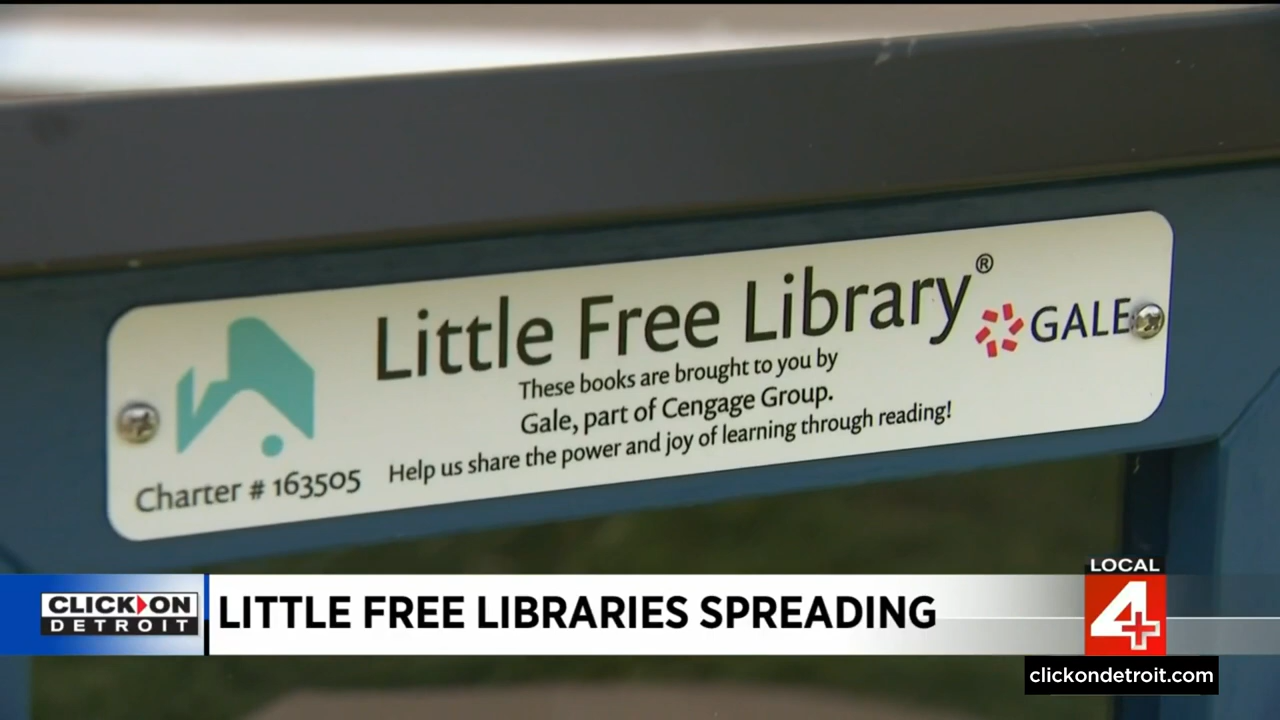 Little Free Library®
GALE
These books are brought to you by
Gale, part of Cengage Group.
Help us share the power and joy of learning through reading!
Charter # 163505
CLICK ON
DETROIT
LITTLE FREE LIBRARIES SPREADING
LOCAL
4+
clickondetroit.com